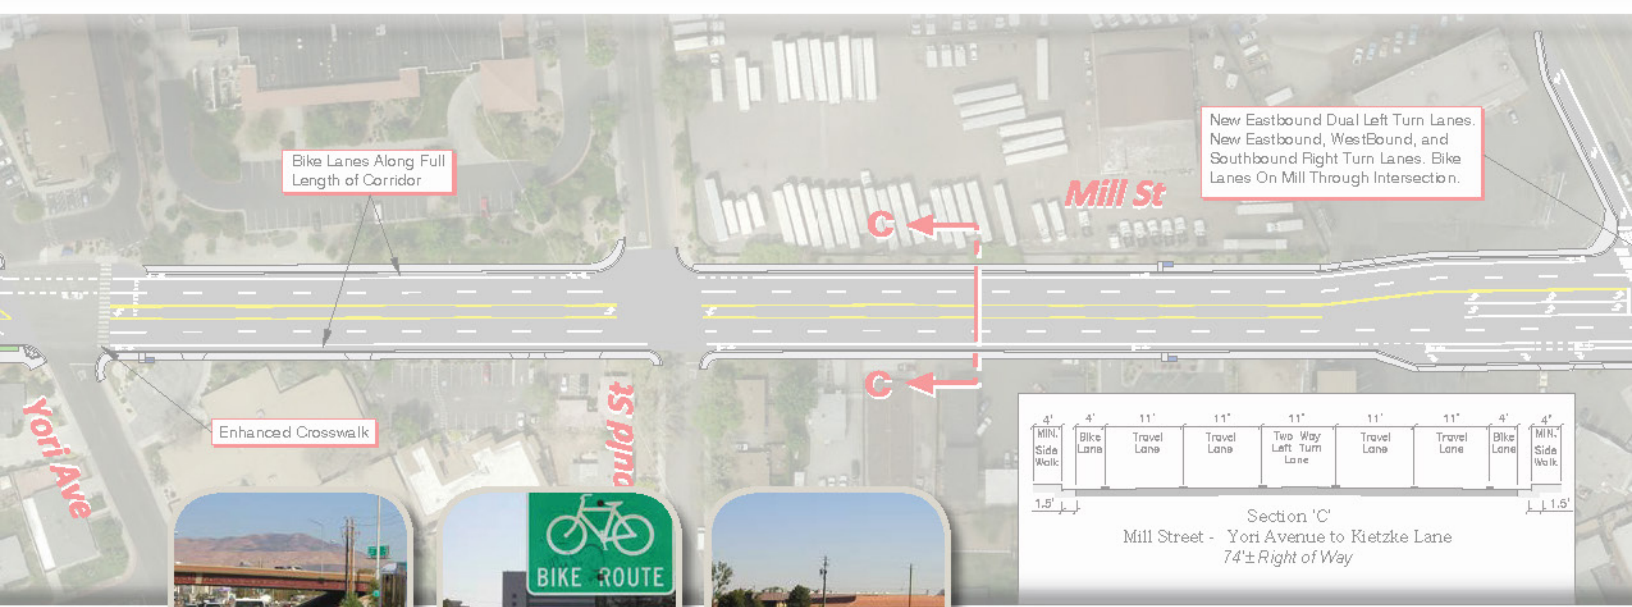 New Eastbound Dual Left Turn Lanes.
New Eastbound, WestBound, and
Southbound Right Turn Lanes. Bike
Lanes On Mill Through Intersection.
Bike Lanes Along Full
Length of Corridor
Mill St
C
C
Yori Ave
Enhanced Crosswalk
ould St
4' 4' 11' 11' 11' 11' 11' 4' 4'
MIN. Side Walk
Bike Lane
Travel Lane
Travel Lane
Two Way Left Turn Lane
Travel Lane
Travel Lane
Bike Lane
MIN. Side Walk
1.5' 1.5'
Section 'C'
Mill Street - Yori Avenue to Kietzke Lane
74'± Right of Way
BIKE ROUTE